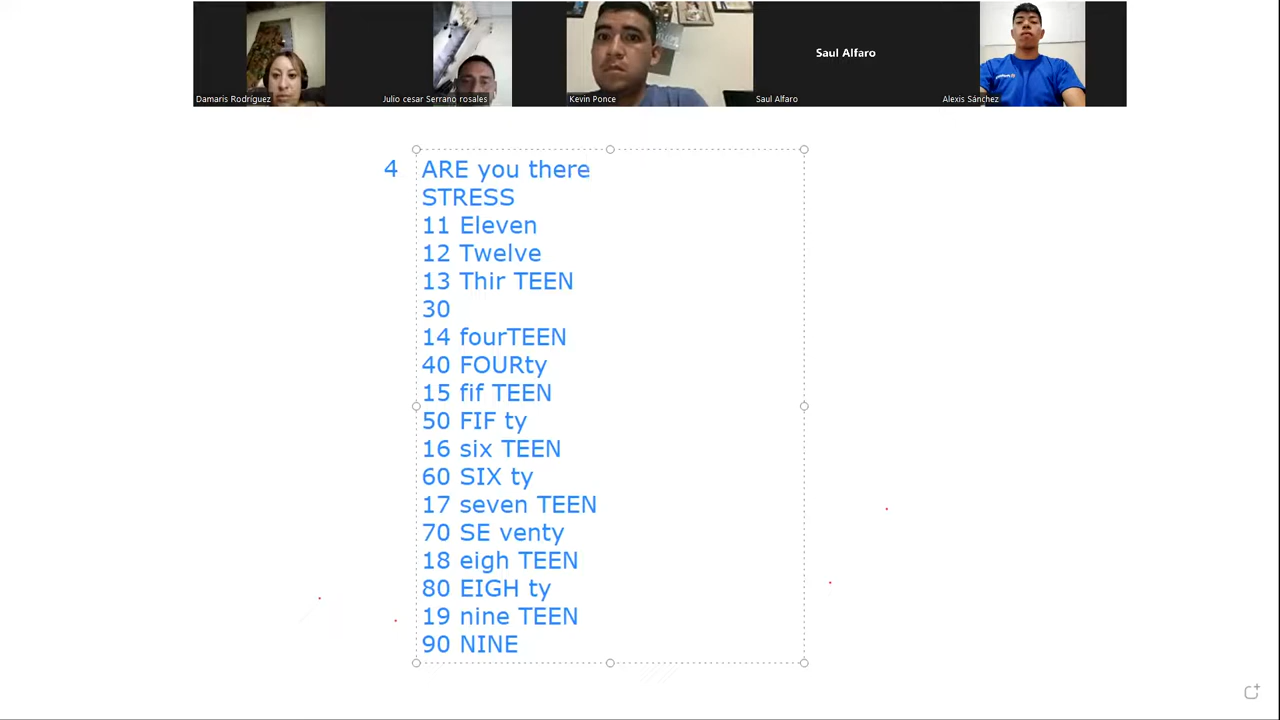 Saul Alfaro
Damaris Rodríguez
Julio cesar Serrano rosales
Kevin Ponce
Saul Alfaro
Alexis Sánchez
4 ARE you there
STRESS
11 Eleven
12 Twelve
13 Thir TEEN
30
14 fourTEEN
40 FOURty
15 fif TEEN
50 FIF ty
16 six TEEN
60 SIX ty
17 seven TEEN
70 SE venty
18 eigh TEEN
80 EIGH ty
19 nine TEEN
90 NINE